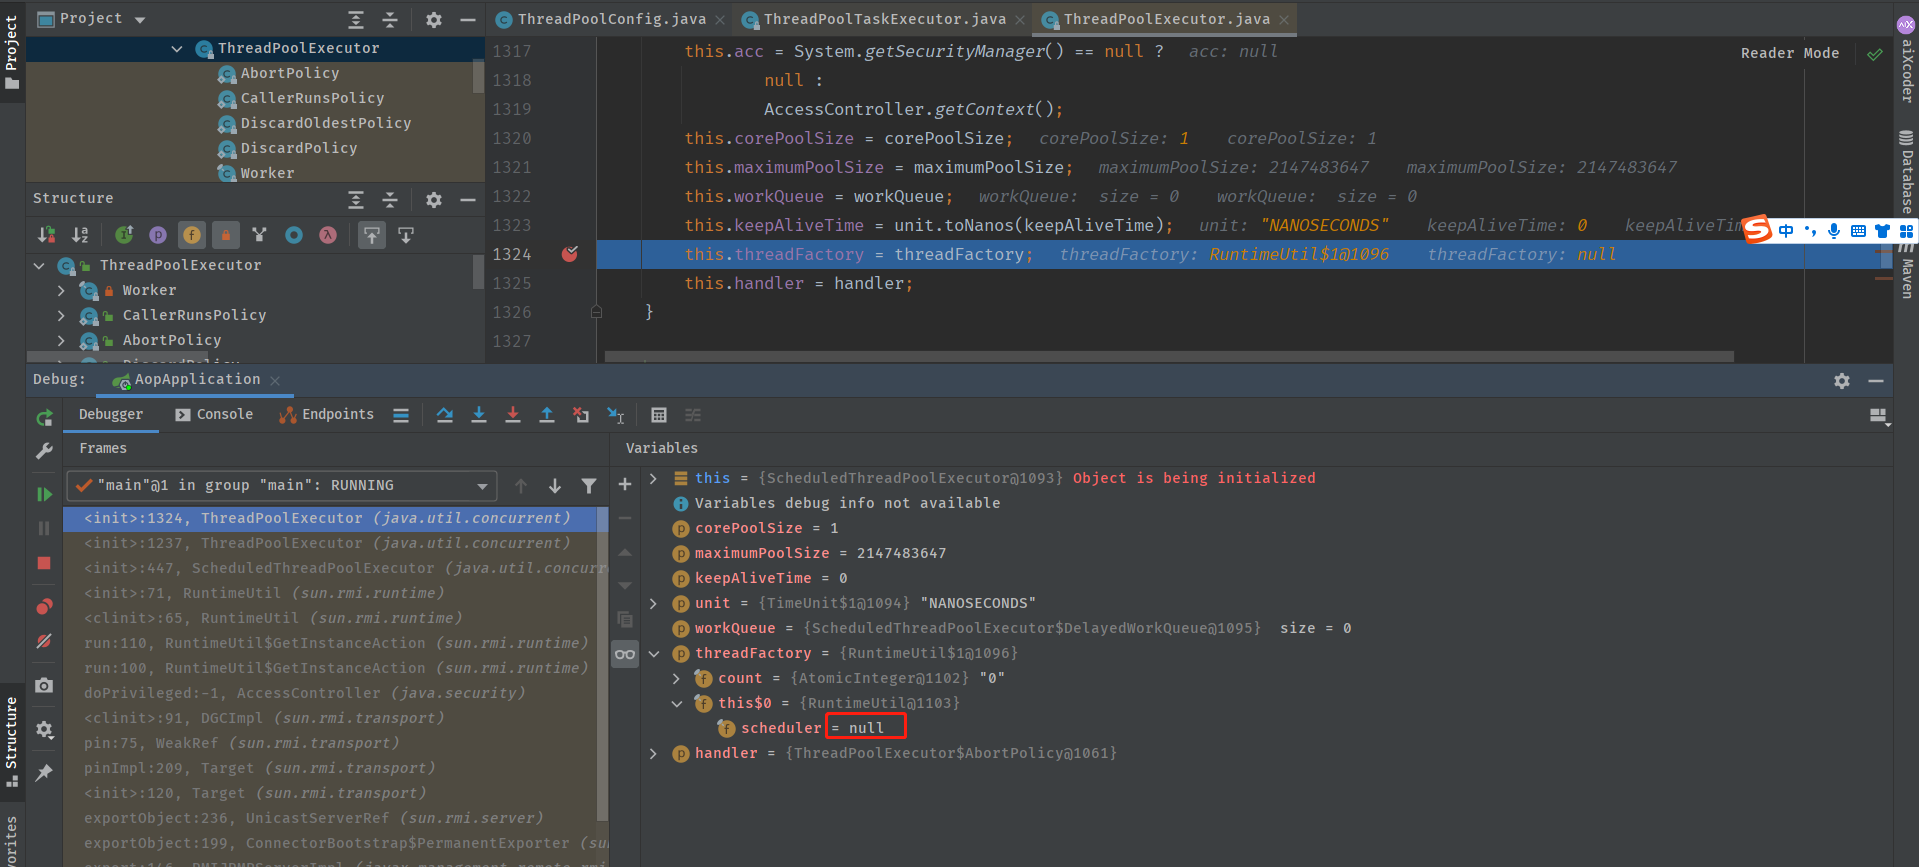 Project
ThreadPoolConfig.java
ThreadPoolTaskExecutor.java
ThreadPoolExecutor.java
Project
ThreadPoolExecutor
AbortPolicy
CallerRunsPolicy
DiscardOldestPolicy
DiscardPolicy
Worker
Structure
ThreadPoolExecutor
Worker
CallerRunsPolicy
AbortPolicy
DiscardPolicy
1317 this.acc = System.getSecurityManager() == null ? acc: null
Reader Mode
1318 null :
1319 AccessController.getContext();
1320 this.corePoolSize = corePoolSize; corePoolSize: 1 corePoolSize: 1
1321 this.maximumPoolSize = maximumPoolSize; maximumPoolSize: 2147483647 maximumPoolSize: 2147483647
1322 this.workQueue = workQueue; workQueue: size = 0 workQueue: size = 0
1323 this.keepAliveTime = unit.toNanos(keepAliveTime); unit: "NANOSECONDS" keepAliveTime: 0 keepAliveTim
中
1324 this.threadFactory = threadFactory; threadFactory: RuntimeUtil$1@1096 threadFactory: null
1325 this.handler = handler;
1326 }
1327
aiXcoder
Database
Maven
Debug: AopApplication
Debugger Console Endpoints
Frames
"main"@1 in group "main": RUNNING
<init>:1324, ThreadPoolExecutor (java.util.concurrent)
<init>:1237, ThreadPoolExecutor (java.util.concurrent)
<init>:447, ScheduledThreadPoolExecutor (java.util.concurre
<init>:71, RuntimeUtil (sun.rmi.runtime)
<clinit>:65, RuntimeUtil (sun.rmi.runtime)
run:110, RuntimeUtil$GetInstanceAction (sun.rmi.runtime)
run:100, RuntimeUtil$GetInstanceAction (sun.rmi.runtime)
doPrivileged:-1, AccessController (java.security)
<clinit>:91, DGCImpl (sun.rmi.transport)
pin:75, WeakRef (sun.rmi.transport)
pinImpl:209, Target (sun.rmi.transport)
<init>:120, Target (sun.rmi.transport)
exportObject:236, UnicastServerRef (sun.rmi.server)
exportObject:199, ConnectorBootstrap$PermanentExporter (su
Variables
this = {ScheduledThreadPoolExecutor@1093} Object is being initialized
Variables debug info not available
corePoolSize = 1
maximumPoolSize = 2147483647
keepAliveTime = 0
unit = {TimeUnit$1@1094} "NANOSECONDS"
workQueue = {ScheduledThreadPoolExecutor$DelayedWorkQueue@1095} size = 0
threadFactory = {RuntimeUtil$1@1096}
count = {AtomicInteger@1102} "0"
this$0 = {RuntimeUtil@1103}
scheduler = null
handler = {ThreadPoolExecutor$AbortPolicy@1061}
Structure
vorites